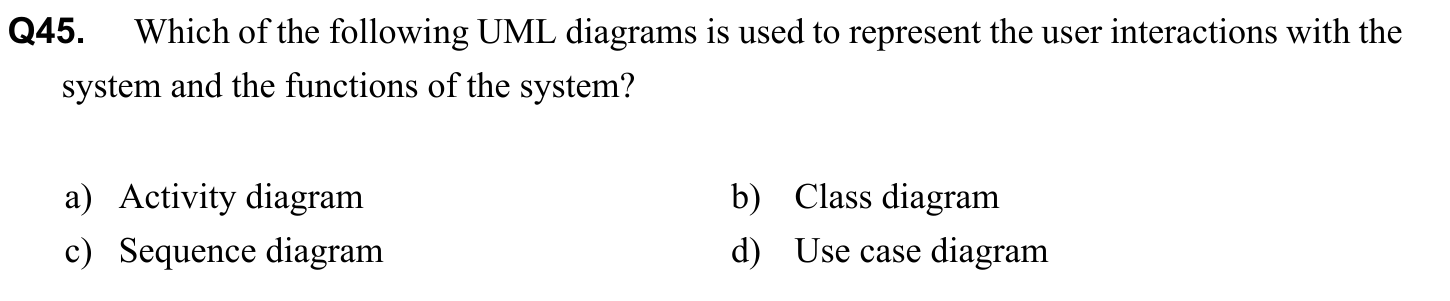 Q45. Which of the following UML diagrams is used to represent the user interactions with the
system and the functions of the system?
a) Activity diagram b) Class diagram
c) Sequence diagram d) Use case diagram